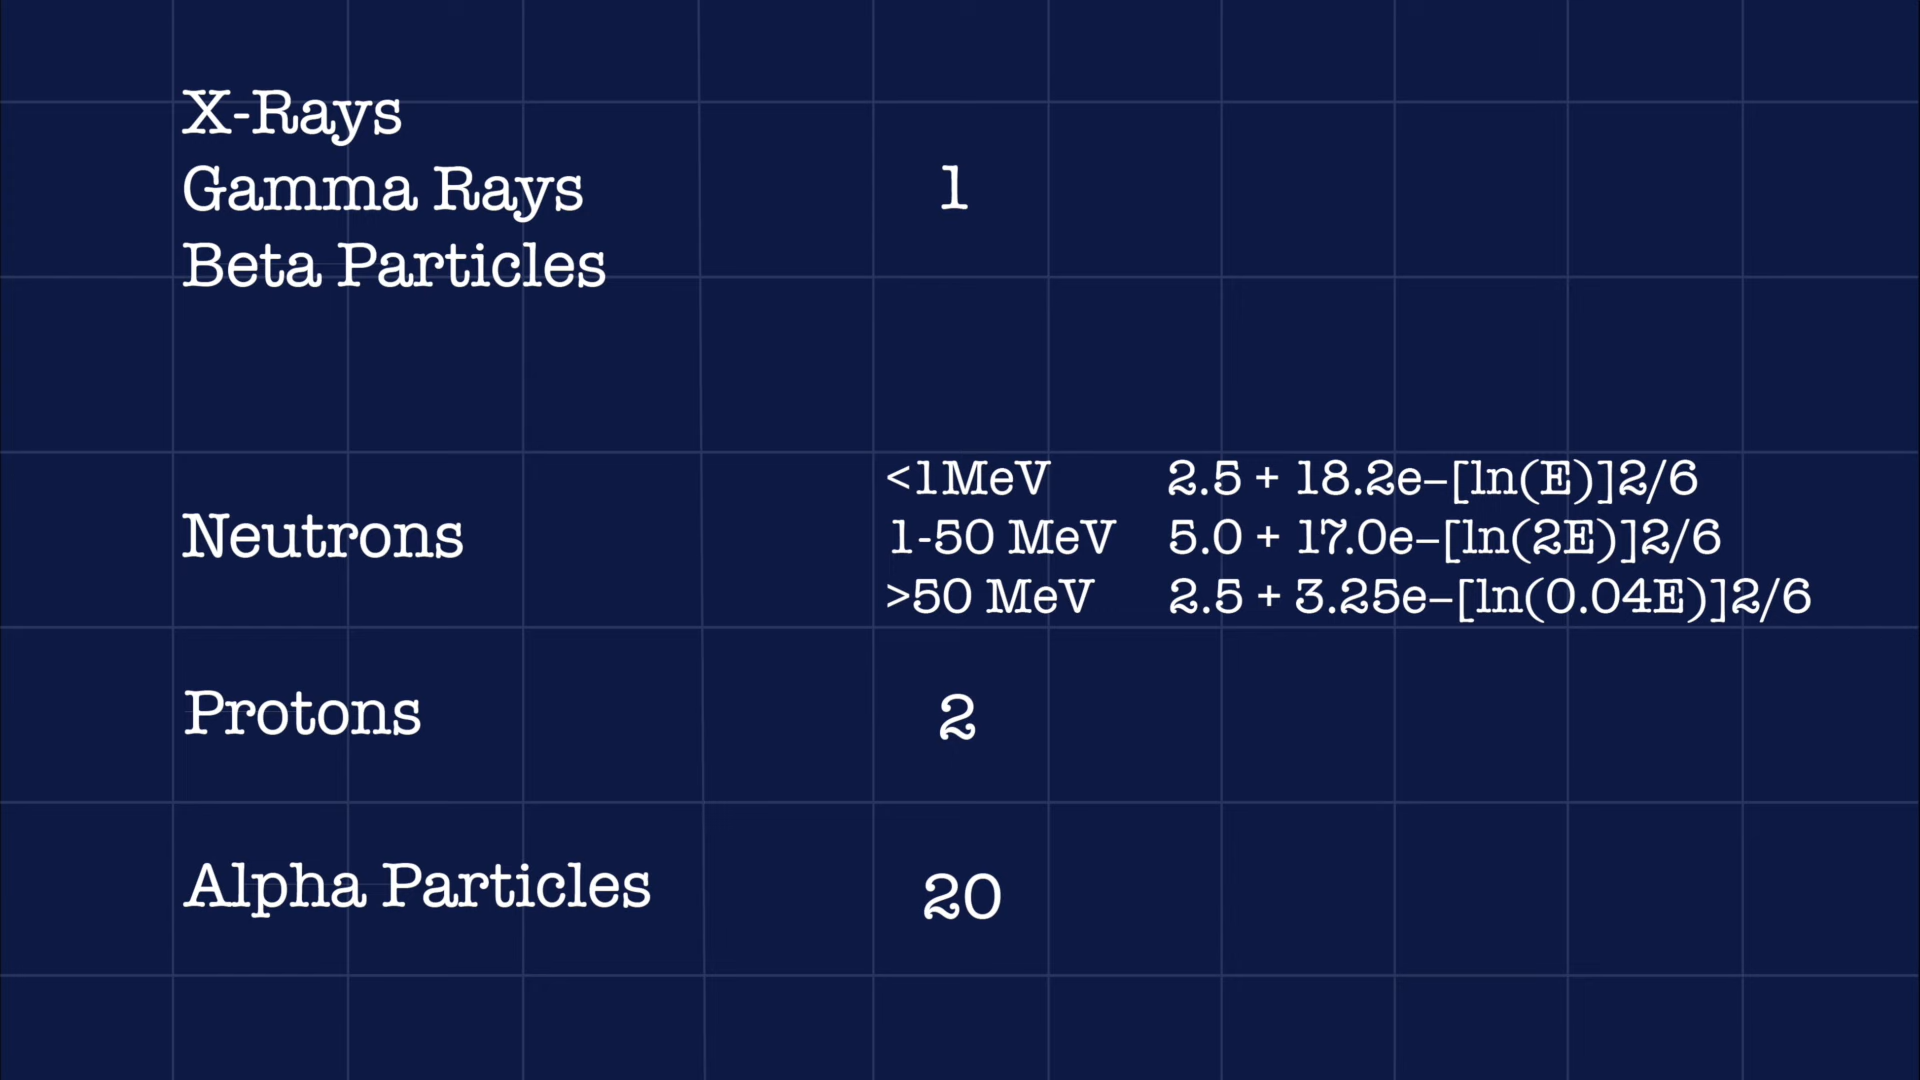 X-Rays
Gamma Rays
Beta Particles
1
Neutrons
<1MeV 2.5 + 18.2e–[ln(E)]2/6
1-50 MeV 5.0 + 17.0e–[ln(2E)]2/6
>50 MeV 2.5 + 3.25e–[ln(0.04E)]2/6
Protons
2
Alpha Particles
20